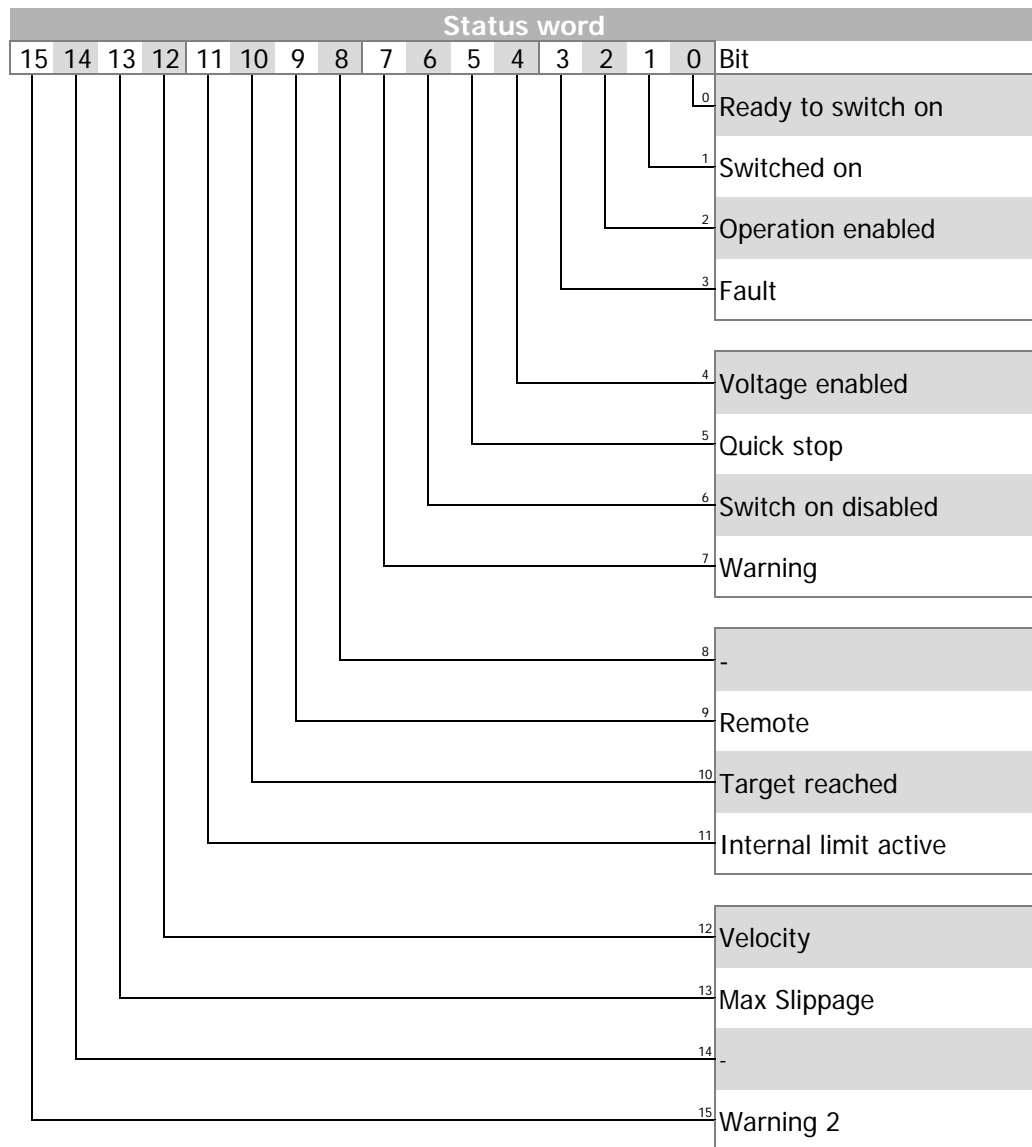 Status word
15 14 13 12 11 10 9 8 7 6 5 4 3 2 1 0 Bit
0 Ready to switch on
1 Switched on
2 Operation enabled
3 Fault
4 Voltage enabled
5 Quick stop
6 Switch on disabled
7 Warning
8 -
9 Remote
10 Target reached
11 Internal limit active
12 Velocity
13 Max Slippage
14 -
15 Warning 2